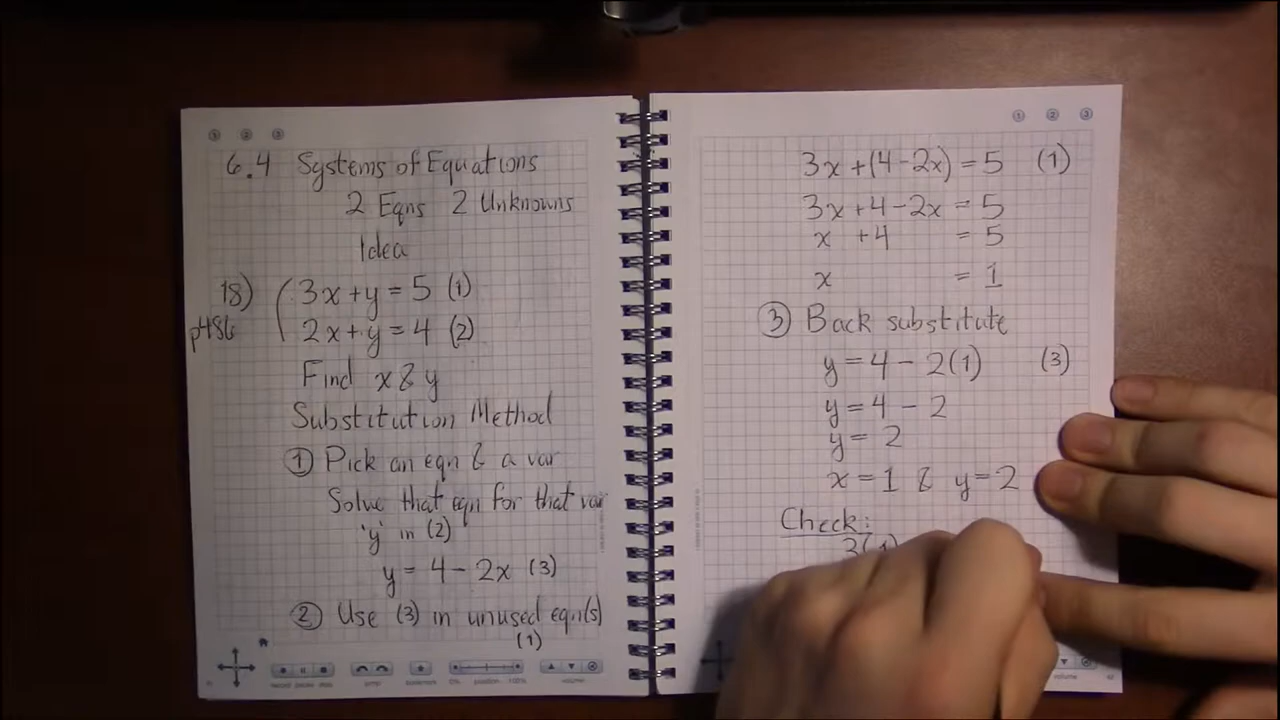 6.4 Systems of Equations
2 Eqns 2 Unknowns
Idea
18) 3x + y = 5 (1)
p486 2x + y = 4 (2)
Find x & y
Substitution Method
① Pick an eqn & a var
Solve that eqn for that var
'y' in (2)
y = 4 - 2x (3)
② Use (3) in unused eqn(s)
(1)
3x + (4 - 2x) = 5 (1)
3x + 4 - 2x = 5
x + 4 = 5
x = 1
③ Back substitute
y = 4 - 2(1) (3)
y = 4 - 2
y = 2
x = 1 & y = 2
Check:
3(1)